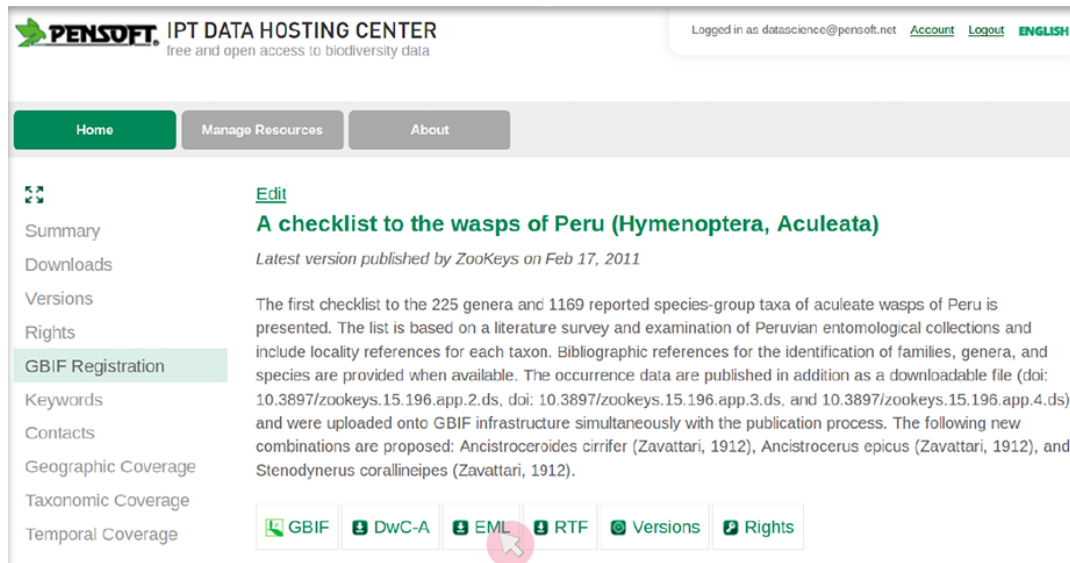 PENSOFT. IPT DATA HOSTING CENTER
free and open access to biodiversity data
Logged in as datascience@pensoft.net Account Logout ENGLISH
Home Manage Resources About
Edit
A checklist to the wasps of Peru (Hymenoptera, Aculeata)
Latest version published by ZooKeys on Feb 17, 2011
Summary
Downloads
Versions
Rights
GBIF Registration
Keywords
Contacts
Geographic Coverage
Taxonomic Coverage
Temporal Coverage
The first checklist to the 225 genera and 1169 reported species-group taxa of aculeate wasps of Peru is
presented. The list is based on a literature survey and examination of Peruvian entomological collections and
include locality references for each taxon. Bibliographic references for the identification of families, genera, and
species are provided when available. The occurrence data are published in addition as a downloadable file (doi:
10.3897/zookeys.15.196.app.2.ds, doi: 10.3897/zookeys.15.196.app.3.ds, and 10.3897/zookeys.15.196.app.4.ds)
and were uploaded onto GBIF infrastructure simultaneously with the publication process. The following new
combinations are proposed: Ancistroceroides cirrifer (Zavattari, 1912), Ancistrocerus epicus (Zavattari, 1912), and
Stenodynerus corallineipes (Zavattari, 1912).
GBIF DwC-A EML RTF Versions Rights